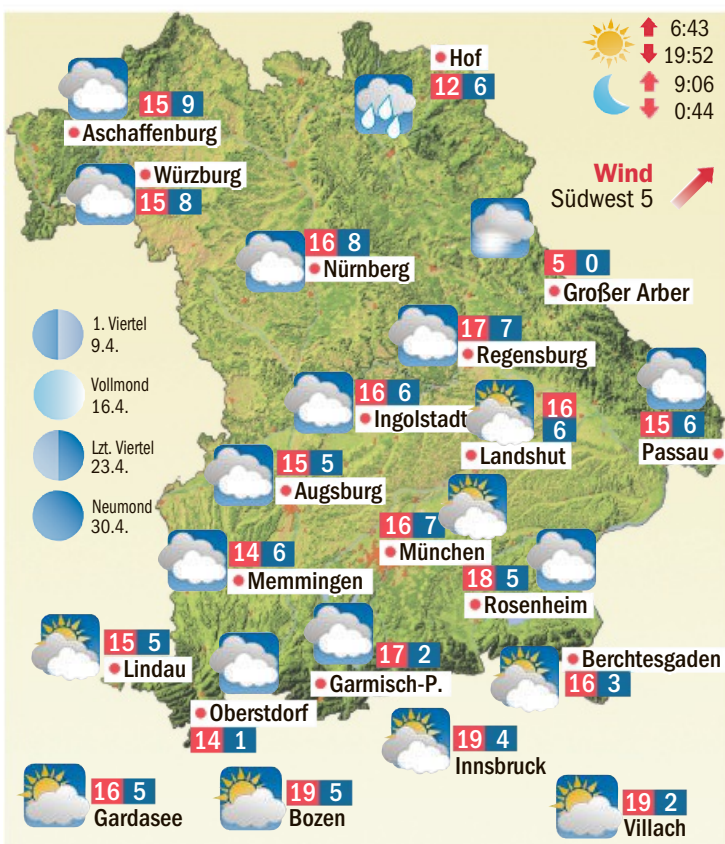 6:43
19:52
9:06
0:44
Hof
12 6
15 9
Aschaffenburg
Würzburg
15 8
Wind
Südwest 5
16 8
Nürnberg
5 0
Großer Arber
1. Viertel
9.4.
Vollmond
16.4.
Lzt. Viertel
23.4.
Neumond
30.4.
17 7
Regensburg
16 6
Ingolstadt
16
6
Landshut
15 6
Passau
15 5
Augsburg
16 7
München
14 6
Memmingen
18 5
Rosenheim
15 5
Lindau
17 2
Garmisch-P.
Berchtesgaden
16 3
Oberstdorf
14 1
19 4
Innsbruck
16 5
Gardasee
19 5
Bozen
19 2
Villach